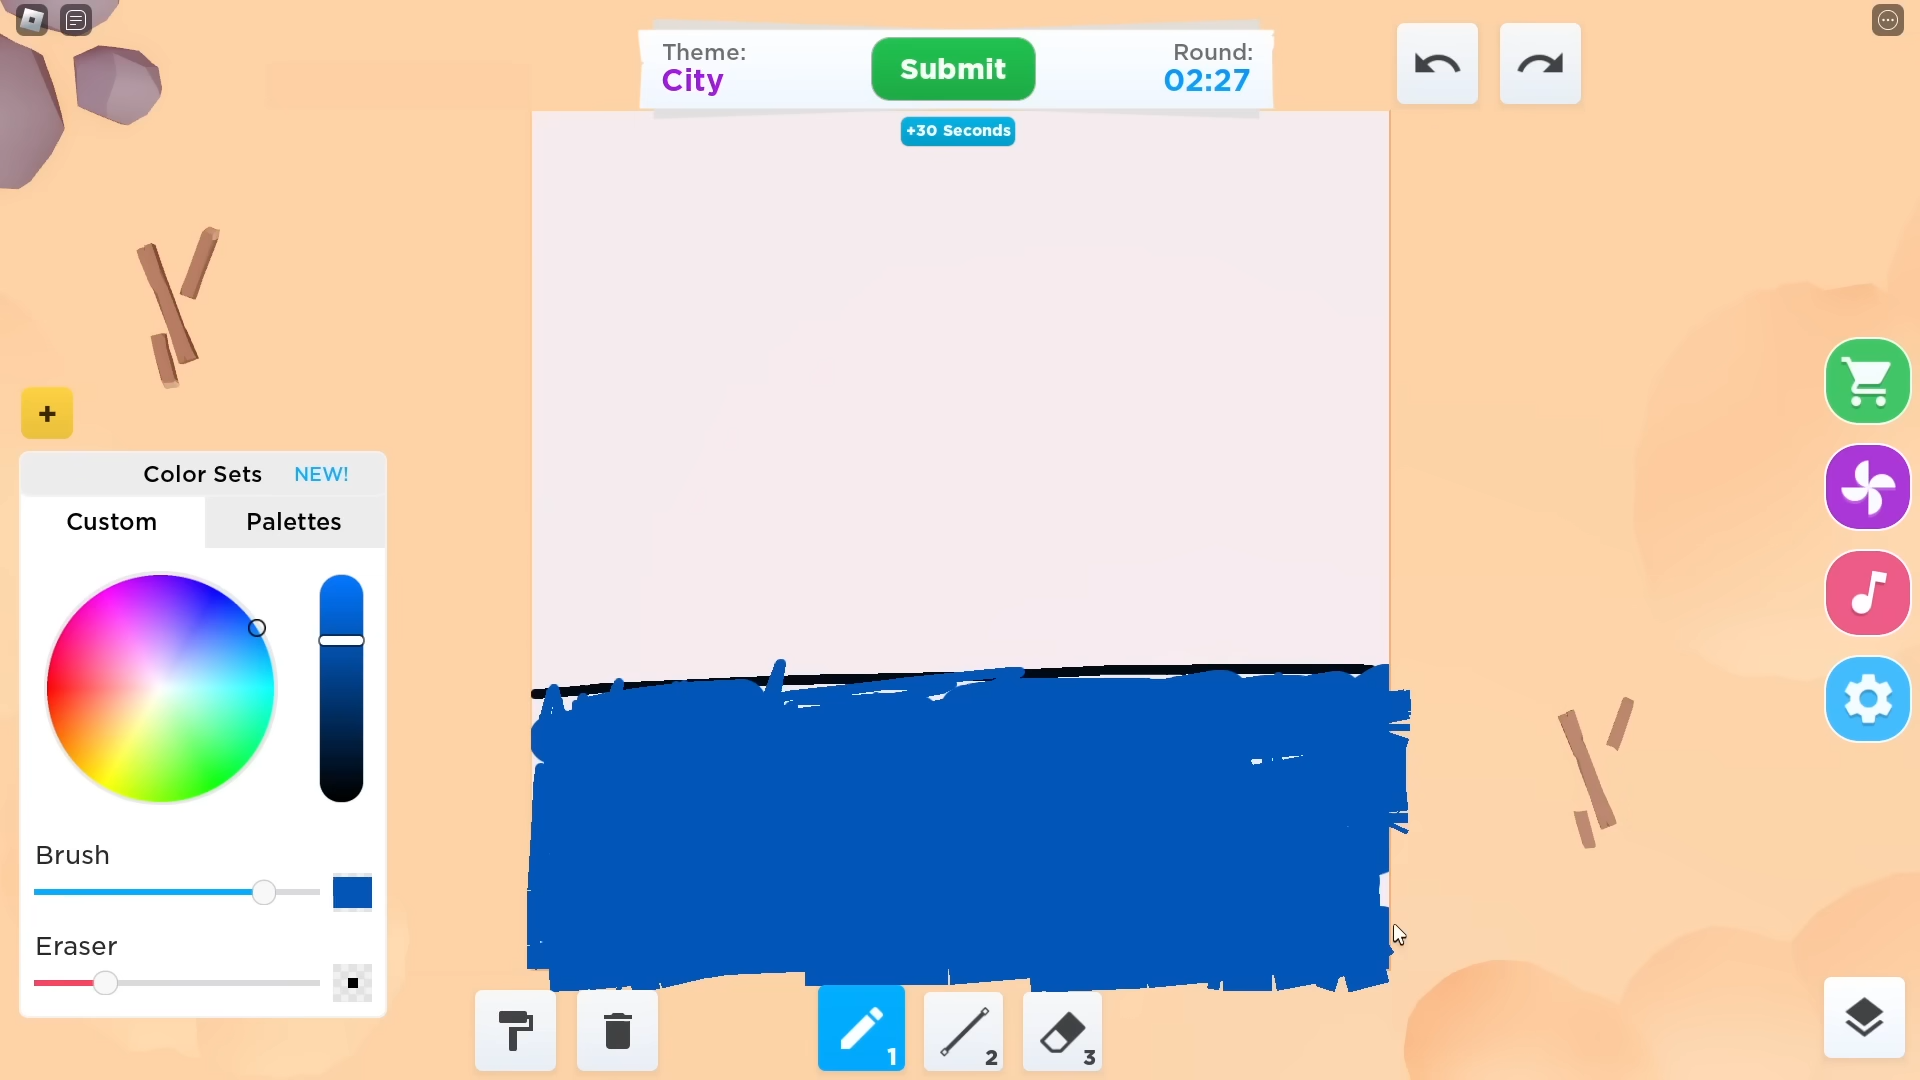 Theme:
City
Submit
Round:
02:27
+30 Seconds
+
Color Sets NEW!
Custom
Palettes
Brush
Eraser
1
2
3